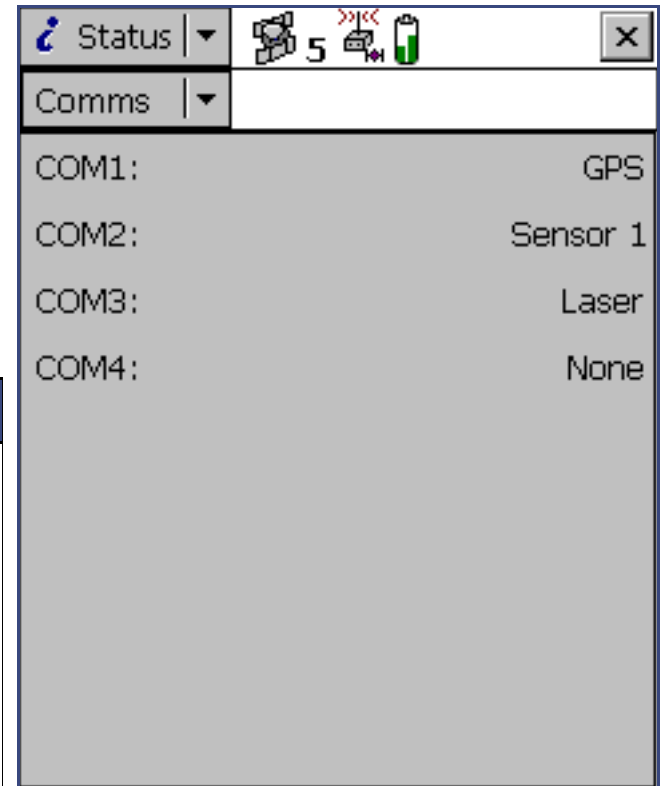 i Status 5
Comms
COM1: GPS
COM2: Sensor 1
COM3: Laser
COM4: None